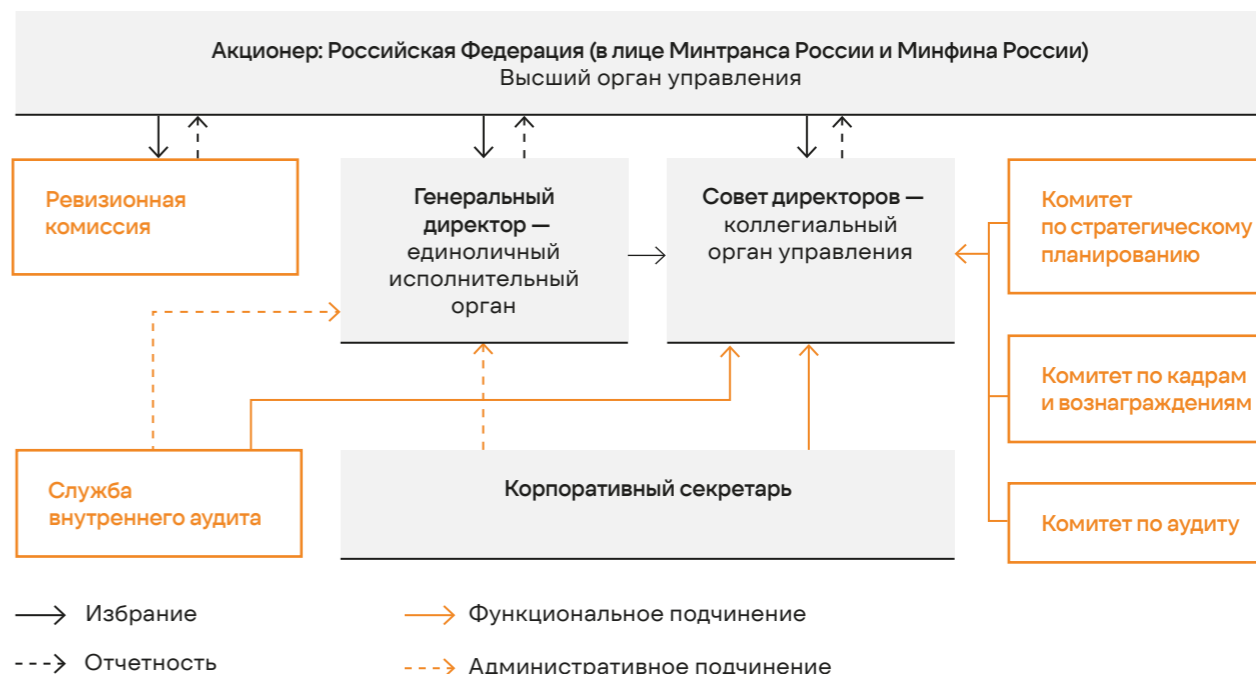 Акционер: Российская Федерация (в лице Минтранса России и Минфина России)
Высший орган управления
Ревизионная
комиссия
Генеральный
директор —
единоличный
исполнительный
орган
Совет директоров —
коллегиальный
орган управления
Комитет
по стратегическому
планированию
Комитет по кадрам
и вознаграждениям
Комитет по аудиту
Служба
внутреннего аудита
Корпоративный секретарь
Избрание
Функциональное подчинение
Отчетность
Административное подчинение